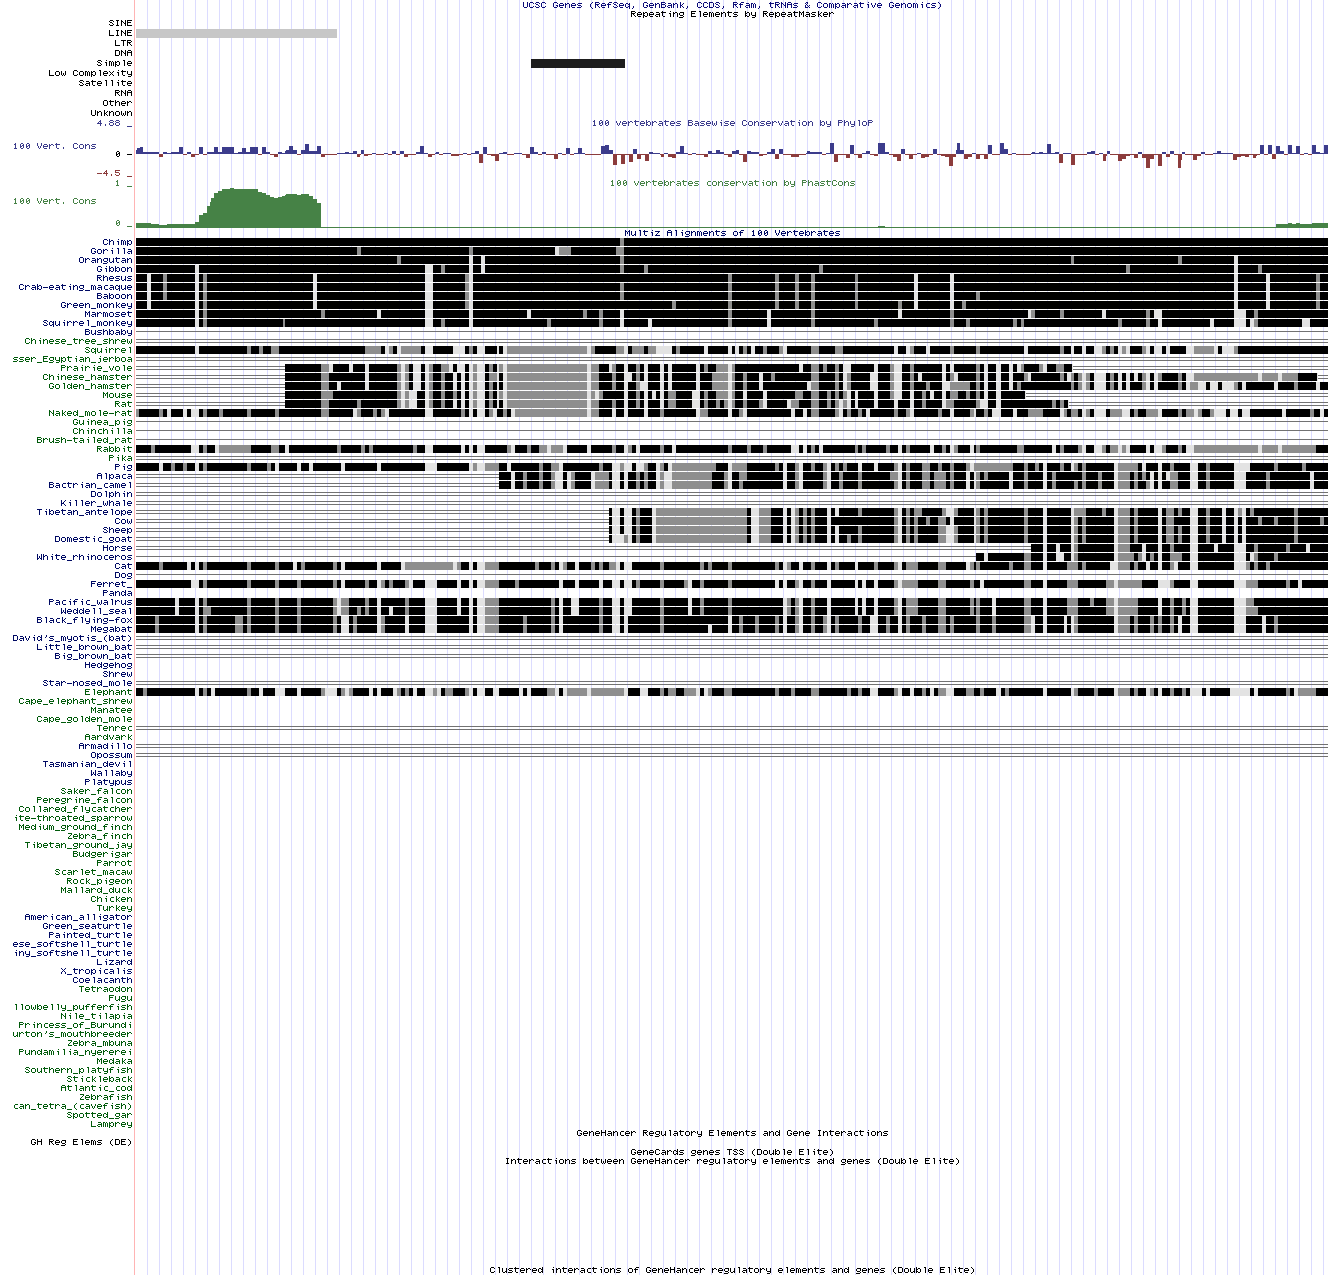 UCSC Genes (RefSeq, GenBank, CCDS, Rfam, tRNAs & Comparative Genomics)
Repeating Elements by RepeatMasker
SINE
LINE
LTR
DNA
Simple
Low Complexity
Satellite
RNA
Other
Unknown
4.88 _
100 vertebrates Basewise Conservation by PhyloP
100 Vert. Cons
0 _
-4.5 _
100 vertebrates conservation by PhastCons
1 _
100 Vert. Cons
0 _
Multiz Alignments of 100 Vertebrates
Chimp
Gorilla
Orangutan
Gibbon
Rhesus
Crab-eating_macaque
Baboon
Green_monkey
Marmoset
Squirrel_monkey
Bushbaby
Chinese_tree_shrew
Squirrel
sser_Egyptian_jerboa
Prairie_vole
Chinese_hamster
Golden_hamster
Mouse
Rat
Naked_mole-rat
Guinea_pig
Chinchilla
Brush-tailed_rat
Rabbit
Pika
Pig
Alpaca
Bactrian_camel
Dolphin
Killer_whale
Tibetan_antelope
Cow
Sheep
Domestic_goat
Horse
White_rhinoceros
Cat
Dog
Ferret_
Panda
Pacific_walrus
Weddell_seal
Black_flying-fox
Megabat
David's_myotis_(bat)
Little_brown_bat
Big_brown_bat
Hedgehog
Shrew
Star-nosed_mole
Elephant
Cape_elephant_shrew
Manatee
Cape_golden_mole
Tenrec
Aardvark
Armadillo
Opossum
Tasmanian_devil
Wallaby
Platypus
Saker_falcon
Peregrine_falcon
Collared_flycatcher
ite-throated_sparrow
Medium_ground_finch
Zebra_finch
Tibetan_ground_jay
Budgerigar
Parrot
Scarlet_macaw
Rock_pigeon
Mallard_duck
Chicken
Turkey
American_alligator
Green_seaturtle
Painted_turtle
ese_softshell_turtle
iny_softshell_turtle
Lizard
X_tropicalis
Coelacanth
Tetraodon
Fugu
llowbelly_pufferfish
Nile_tilapia
Princess_of_Burundi
urton's_mouthbreeder
Zebra_mbuna
Pundamilia_nyererei
Medaka
Southern_platyfish
Stickleback
Atlantic_cod
Zebrafish
can_tetra_(cavefish)
Spotted_gar
Lamprey
GeneHancer Regulatory Elements and Gene Interactions
GH Reg Elems (DE)
GeneCards genes TSS (Double Elite)
Interactions between GeneHancer regulatory elements and genes (Double Elite)
Clustered interactions of GeneHancer regulatory elements and genes (Double Elite)